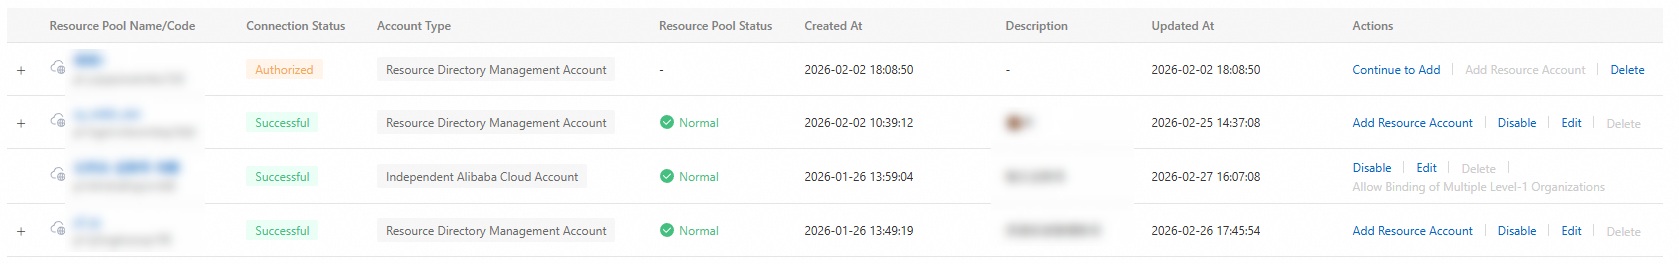 Resource Pool Name/Code Connection Status Account Type Resource Pool Status Created At Description Updated At Actions
+ Authorized Resource Directory Management Account - 2026-02-02 18:08:50 - 2026-02-02 18:08:50 Continue to Add Add Resource Account Delete
+ Successful Resource Directory Management Account Normal 2026-02-02 10:39:12 2026-02-25 14:37:08 Add Resource Account Disable Edit Delete
Successful Independent Alibaba Cloud Account Normal 2026-01-26 13:59:04 2026-02-27 16:07:08 Disable Edit Delete
Allow Binding of Multiple Level-1 Organizations
+ Successful Resource Directory Management Account Normal 2026-01-26 13:49:19 2026-02-26 17:45:54 Add Resource Account Disable Edit Delete